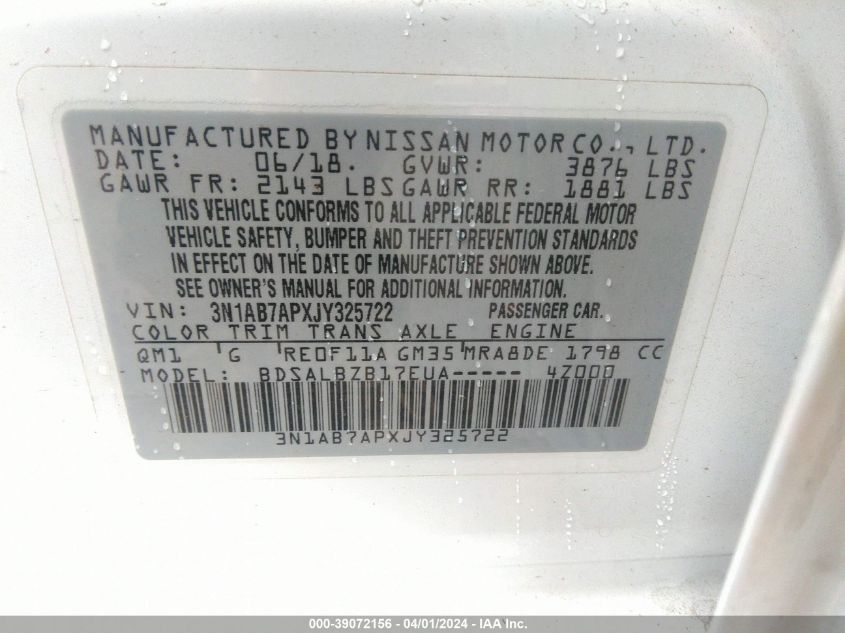 MANUFACTURED BY NISSAN MOTOR CO., LTD.
DATE: 06/18. GVWR: 3876 LBS
GAWR FR: 2143 LBS GAWR RR: 1881 LBS
THIS VEHICLE CONFORMS TO ALL APPLICABLE FEDERAL MOTOR
VEHICLE SAFETY, BUMPER AND THEFT PREVENTION STANDARDS
IN EFFECT ON THE DATE OF MANUFACTURE SHOWN ABOVE.
SEE OWNER'S MANUAL FOR ADDITIONAL INFORMATION.
VIN: 3N1AB7APXJY325722 PASSENGER CAR.
COLOR TRIM TRANS AXLE ENGINE
QM1 G RE0F11A GM35 MRA8DE 1798 CC
MODEL: BDSALBZB17EUA----- 4Z000
3N1AB7APXJY325722
000-39072156 - 04/01/2024 - IAA Inc.